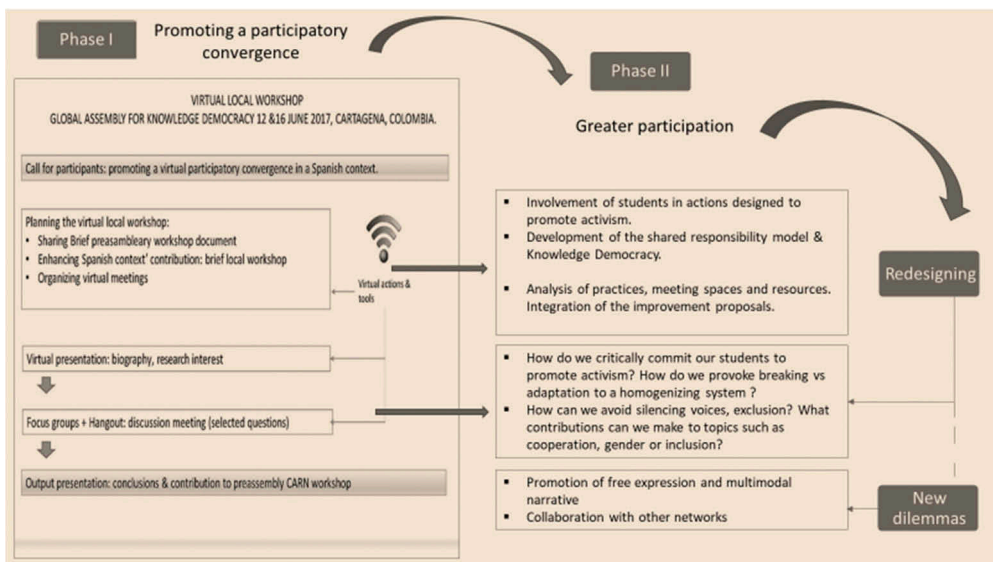 Phase I
Promoting a participatory
convergence
VIRTUAL LOCAL WORKSHOP
GLOBAL ASSEMBLY FOR KNOWLEDGE DEMOCRACY 12 &16 JUNE 2017, CARTAGENA, COLOMBIA.
Call for participants: promoting a virtual participatory convergence in a Spanish context.
Planning the virtual local workshop:
• Sharing Brief preasambleary workshop document
• Enhancing Spanish context' contribution: brief local workshop
• Organizing virtual meetings
Virtual actions &
tools
Virtual presentation: biography, research interest
Focus groups + Hangout: discussion meeting (selected questions)
Output presentation: conclusions & contribution to preassembly CARN workshop
Phase II
Greater participation
▪ Involvement of students in actions designed to
promote activism.
▪ Development of the shared responsibility model &
Knowledge Democracy.
▪ Analysis of practices, meeting spaces and resources.
Integration of the improvement proposals.
▪ How do we critically commit our students to
promote activism? How do we provoke breaking vs
adaptation to a homogenizing system ?
▪ How can we avoid silencing voices, exclusion? What
contributions can we make to topics such as
cooperation, gender or inclusion?
▪ Promotion of free expression and multimodal
narrative
▪ Collaboration with other networks
Redesigning
New
dilemmas